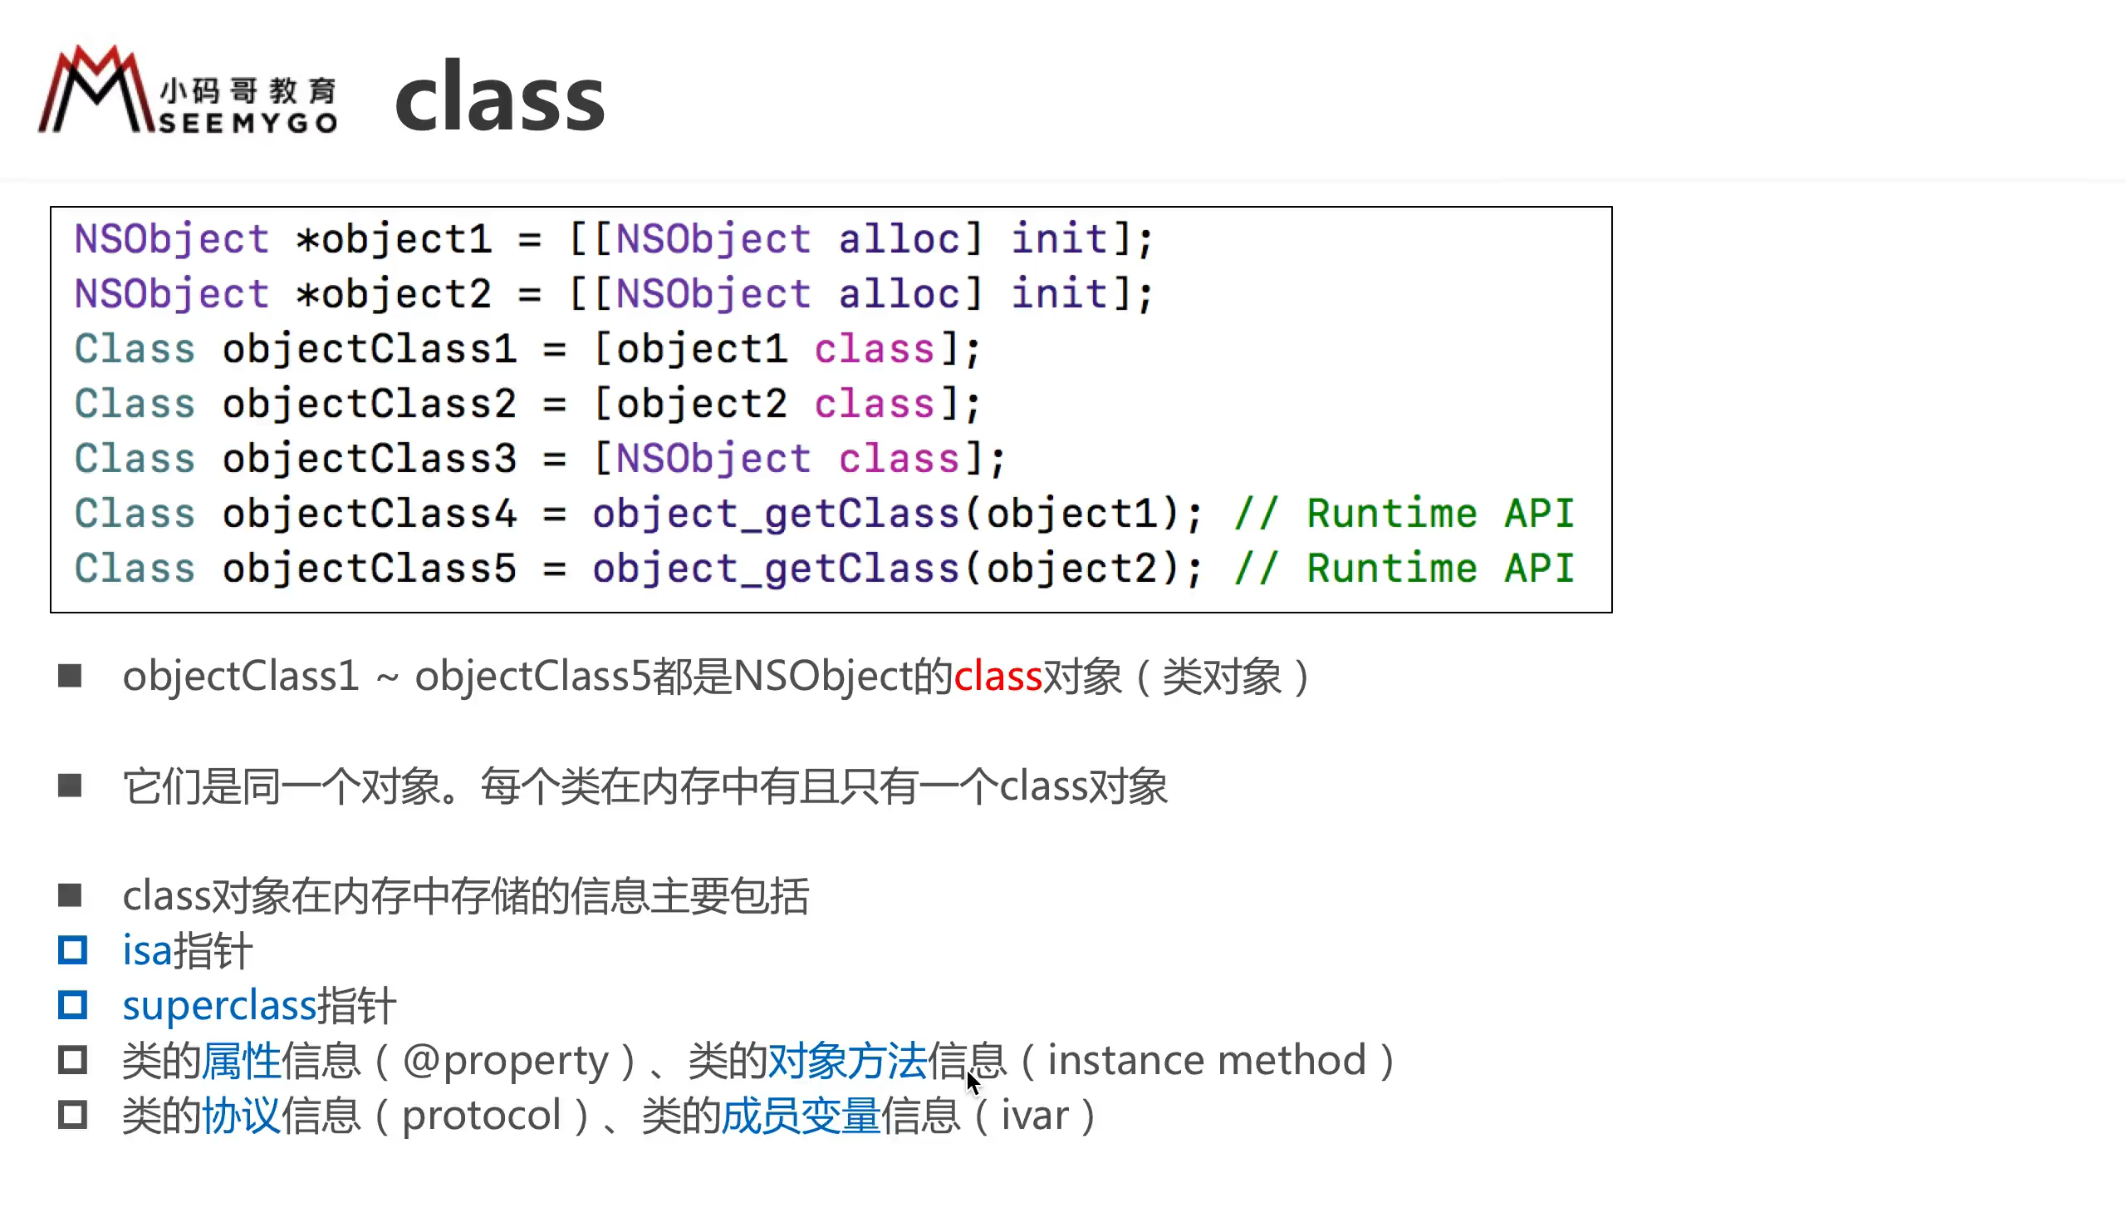 小码哥教育
SEEMYGO
class
NSObject *object1 = [[NSObject alloc] init];
NSObject *object2 = [[NSObject alloc] init];
Class objectClass1 = [object1 class];
Class objectClass2 = [object2 class];
Class objectClass3 = [NSObject class];
Class objectClass4 = object_getClass(object1); // Runtime API
Class objectClass5 = object_getClass(object2); // Runtime API
objectClass1 ~ objectClass5都是NSObject的class对象（类对象）
它们是同一个对象。每个类在内存中有且只有一个class对象
class对象在内存中存储的信息主要包括
isa指针
superclass指针
类的属性信息（@property）、类的对象方法信息（instance method）
类的协议信息（protocol）、类的成员变量信息（ivar）